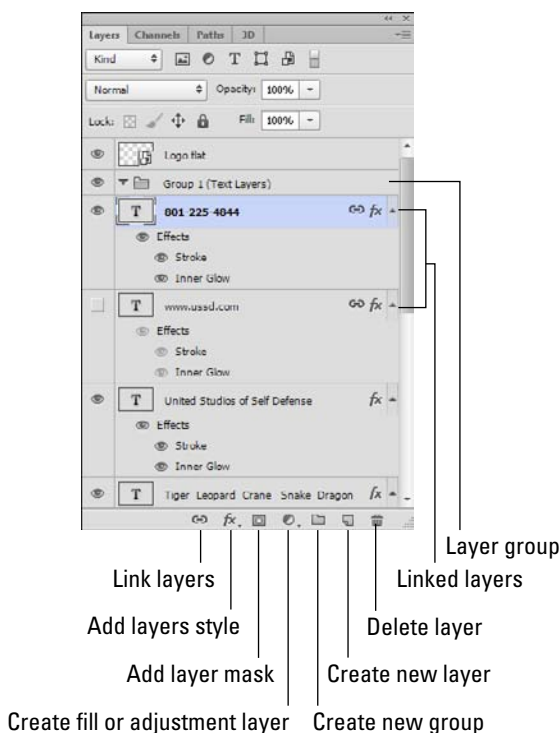 Layers Channels Paths 3D
Kind T
Normal Opacity: 100%
Lock: Fill: 100%
Logo flat
Group 1 (Text Layers)
T 801-225-4844 fx
Effects
Stroke
Inner Glow
T www.ussd.com fx
Effects
Stroke
Inner Glow
T United Studios of Self Defense fx
Effects
Stroke
Inner Glow
T Tiger Leopard Crane Snake Dragon fx
fx
Layer group
Link layers Linked layers
Add layers style Delete layer
Add layer mask Create new layer
Create fill or adjustment layer Create new group